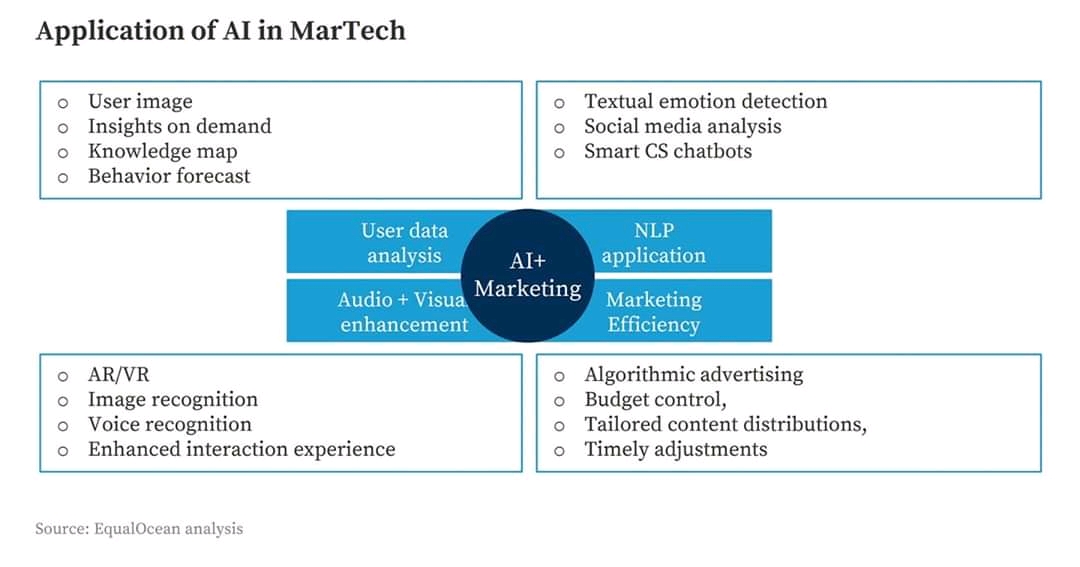 Application of AI in MarTech
○ User image
○ Insights on demand
○ Knowledge map
○ Behavior forecast
○ Textual emotion detection
○ Social media analysis
○ Smart CS chatbots
User data
analysis
NLP
application
AI+
Marketing
Audio + Visua
enhancement
Marketing
Efficiency
○ AR/VR
○ Image recognition
○ Voice recognition
○ Enhanced interaction experience
○ Algorithmic advertising
○ Budget control,
○ Tailored content distributions,
○ Timely adjustments
Source: EqualOcean analysis